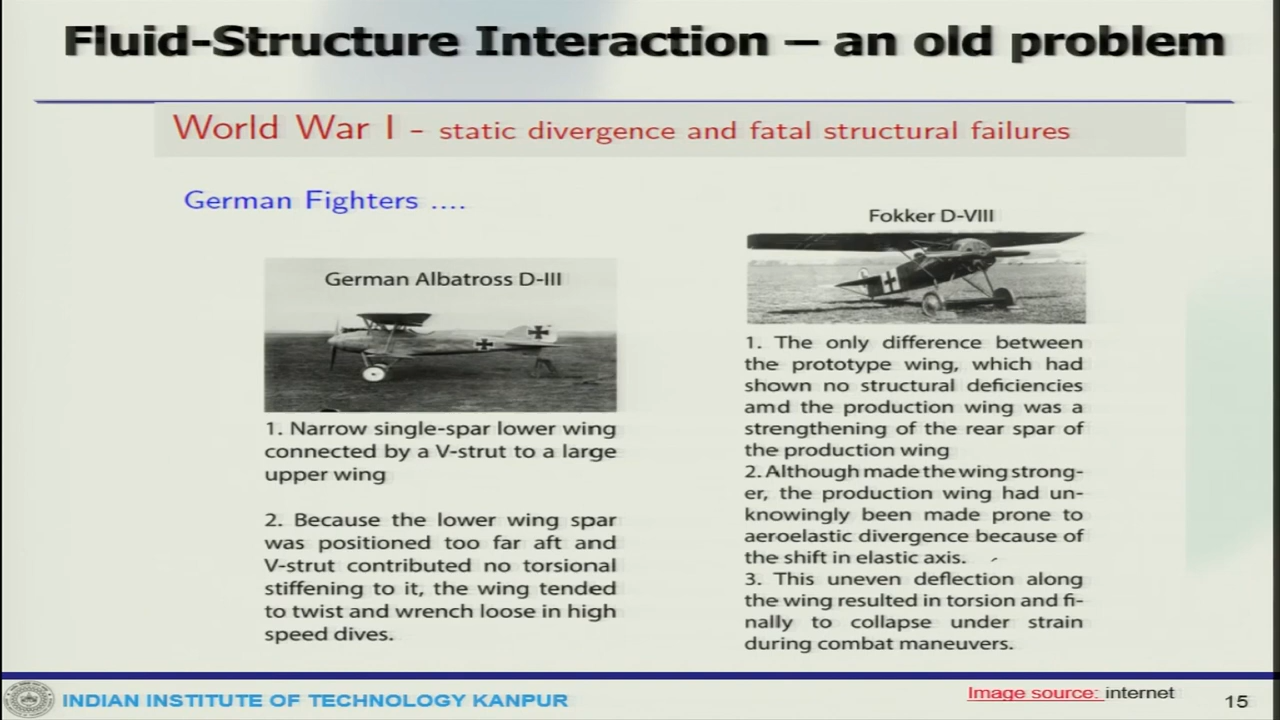 Fluid-Structure Interaction – an old problem
World War I - static divergence and fatal structural failures
German Fighters ....
German Albatross D-III
1. Narrow single-spar lower wing
connected by a V-strut to a large
upper wing
2. Because the lower wing spar
was positioned too far aft and
V-strut contributed no torsional
stiffening to it, the wing tended
to twist and wrench loose in high
speed dives.
Fokker D-VIII
1. The only difference between
the prototype wing, which had
shown no structural deficiencies
amd the production wing was a
strengthening of the rear spar of
the production wing
2. Although made the wing strong-
er, the production wing had un-
knowingly been made prone to
aeroelastic divergence because of
the shift in elastic axis.
3. This uneven deflection along
the wing resulted in torsion and fi-
nally to collapse under strain
during combat maneuvers.
INDIAN INSTITUTE OF TECHNOLOGY KANPUR
Image source: internet
15